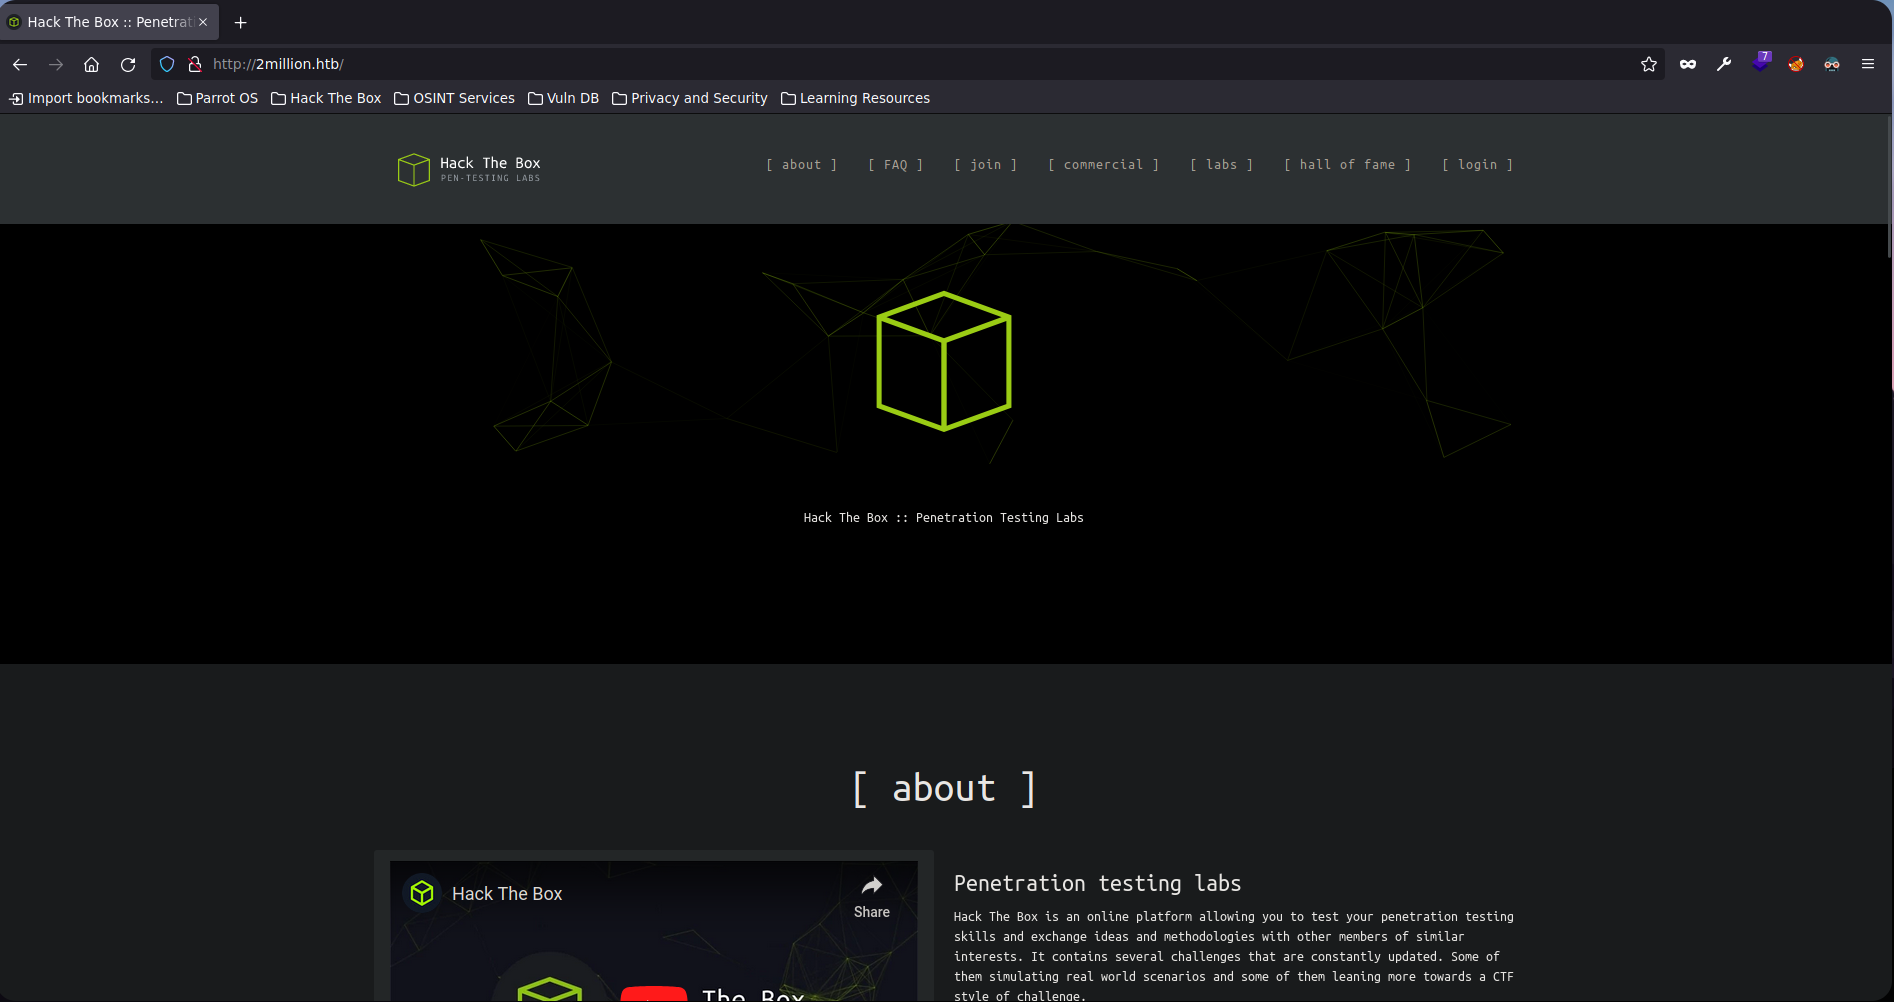 Hack The Box :: Penetrati
http://2million.htb/
7
Import bookmarks... Parrot OS Hack The Box OSINT Services Vuln DB Privacy and Security Learning Resources
Hack The Box
PEN-TESTING LABS
[ about ] [ FAQ ] [ join ] [ commercial ] [ labs ] [ hall of fame ] [ login ]
Hack The Box :: Penetration Testing Labs
[ about ]
Hack The Box
Share
The Box
Penetration testing labs
Hack The Box is an online platform allowing you to test your penetration testing
skills and exchange ideas and methodologies with other members of similar
interests. It contains several challenges that are constantly updated. Some of
them simulating real world scenarios and some of them leaning more towards a CTF
style of challenge.